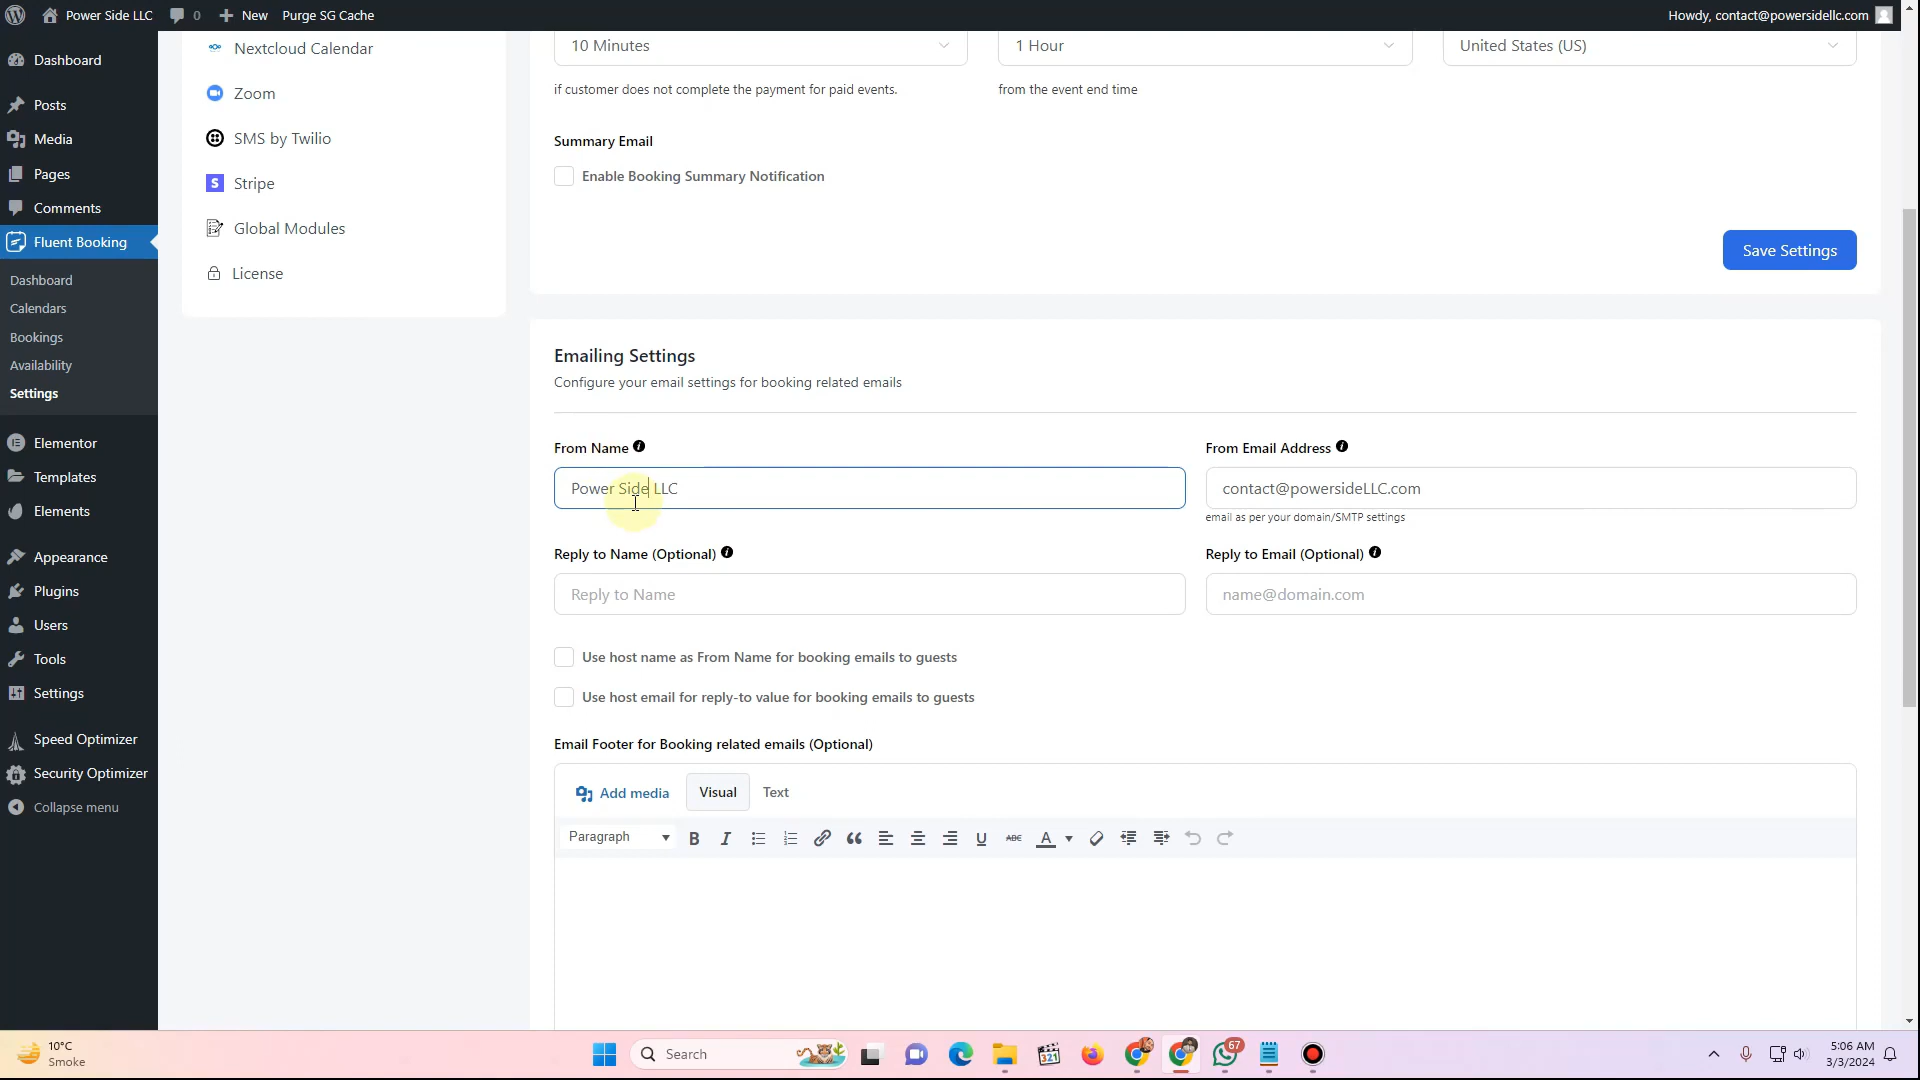 Power Side LLC
0
New
Purge SG Cache
Howdy, contact@powersidellc.com
Dashboard
Posts
Media
Pages
Comments
Fluent Booking
Dashboard
Calendars
Bookings
Availability
Settings
Elementor
Templates
Elements
Appearance
Plugins
Users
Tools
Settings
Speed Optimizer
Security Optimizer
Collapse menu
Nextcloud Calendar
Zoom
SMS by Twilio
S Stripe
Global Modules
License
10 Minutes
1 Hour
United States (US)
if customer does not complete the payment for paid events.
from the event end time
Summary Email
Enable Booking Summary Notification
Save Settings
Emailing Settings
Configure your email settings for booking related emails
From Name
From Email Address
Power Side LLC
contact@powersideLLC.com
email as per your domain/SMTP settings
Reply to Name (Optional)
Reply to Email (Optional)
Reply to Name
name@domain.com
Use host name as From Name for booking emails to guests
Use host email for reply-to value for booking emails to guests
Email Footer for Booking related emails (Optional)
Add media
Visual
Text
Paragraph
B I U ABC A
10°C
Smoke
Search
321
67
5:06 AM
3/3/2024